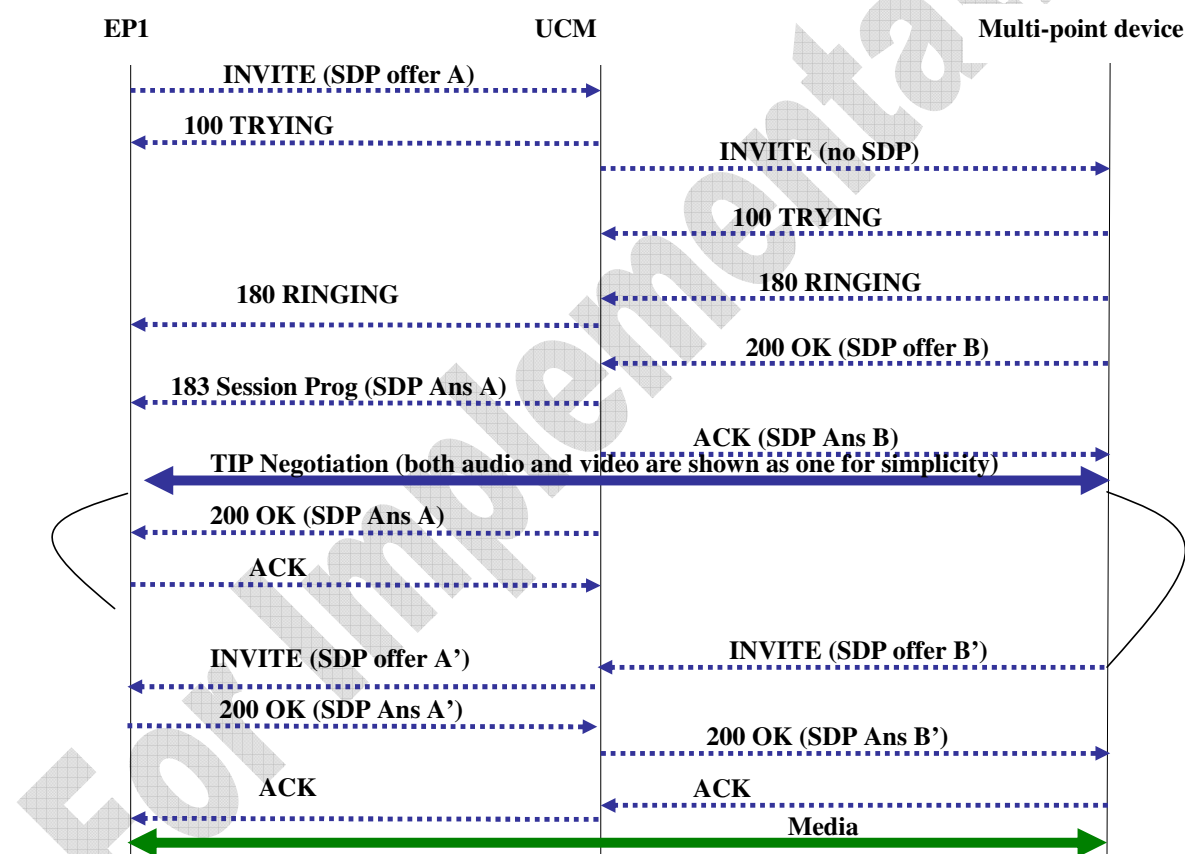 EP1
UCM
Multi-point device
INVITE (SDP offer A)
100 TRYING
INVITE (no SDP)
100 TRYING
180 RINGING
180 RINGING
200 OK (SDP offer B)
183 Session Prog (SDP Ans A)
ACK (SDP Ans B)
TIP Negotiation (both audio and video are shown as one for simplicity)
200 OK (SDP Ans A)
ACK
INVITE (SDP offer A’)
INVITE (SDP offer B’)
200 OK (SDP Ans A’)
200 OK (SDP Ans B’)
ACK
ACK
Media
For Implementa